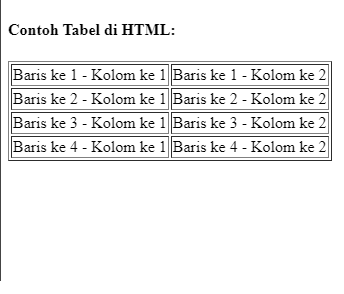 Contoh Tabel di HTML:
Baris ke 1 - Kolom ke 1 Baris ke 1 - Kolom ke 2
Baris ke 2 - Kolom ke 1 Baris ke 2 - Kolom ke 2
Baris ke 3 - Kolom ke 1 Baris ke 3 - Kolom ke 2
Baris ke 4 - Kolom ke 1 Baris ke 4 - Kolom ke 2